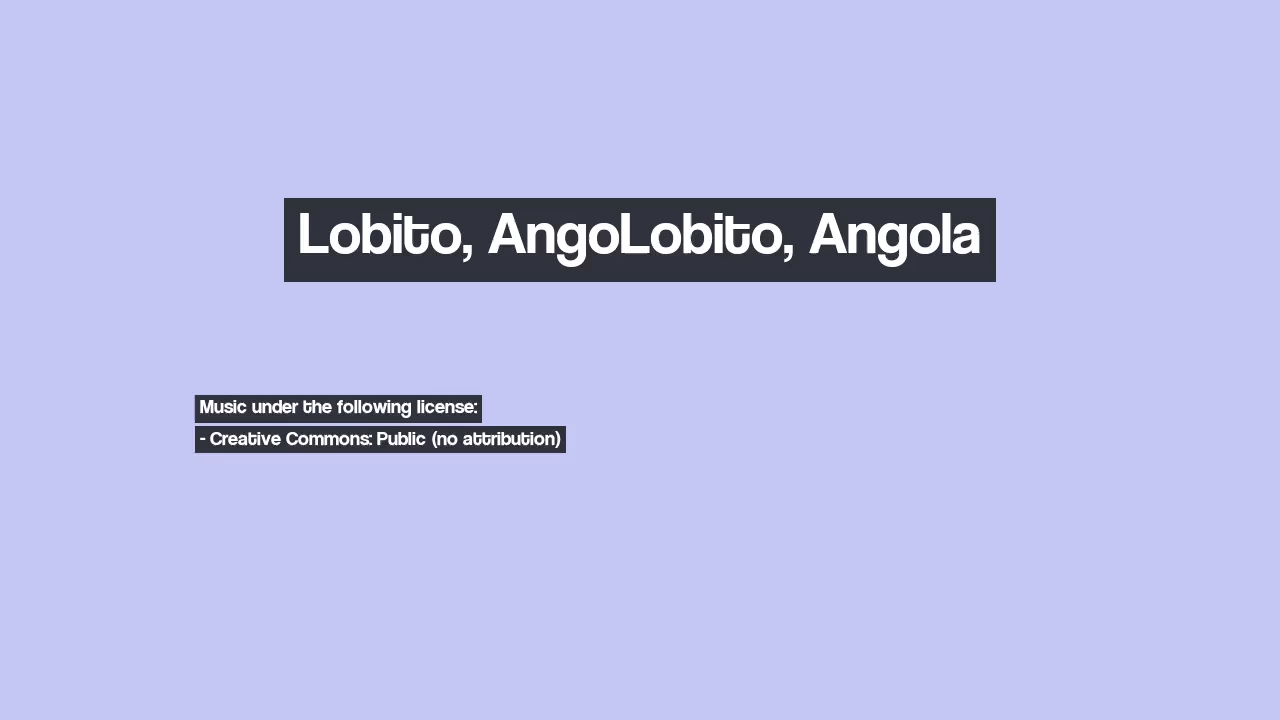 Lobito, AngoLobito, Angola
Music under the following license:
- Creative Commons: Public (no attribution)